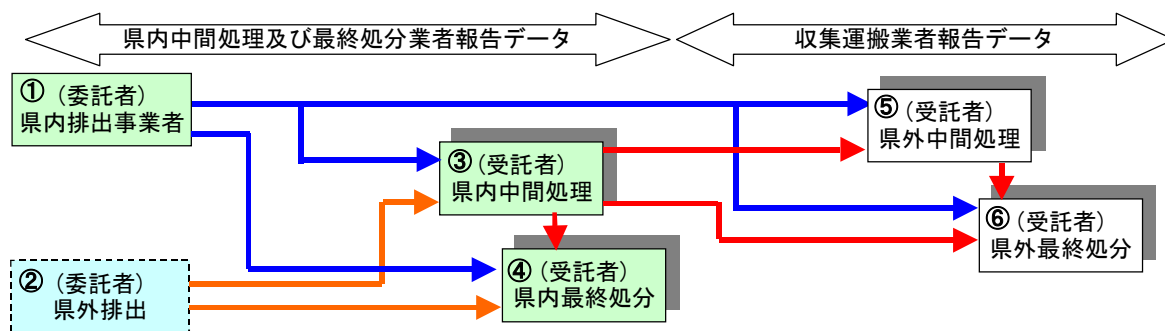 県内中間処理及び最終処分業者報告データ
収集運搬業者報告データ
① (委託者)
県内排出事業者
⑤ (受託者)
県外中間処理
③ (受託者)
県内中間処理
⑥ (受託者)
県外最終処分
② (委託者)
県外排出
④ (受託者)
県内最終処分